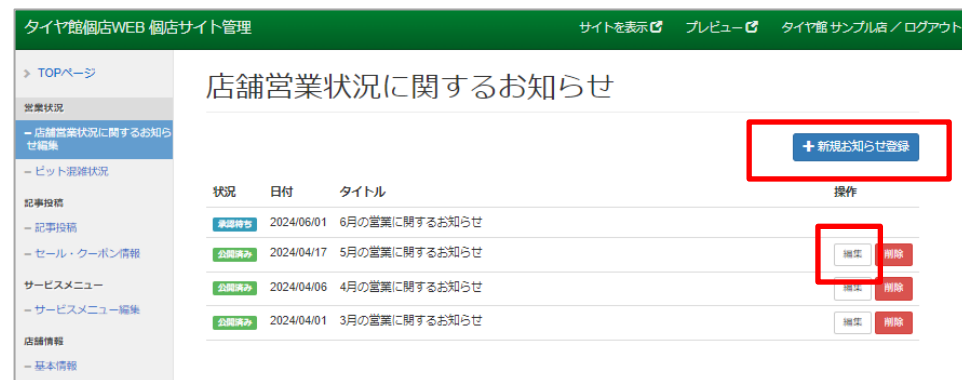 タイヤ館個店WEB 個店サイト管理
サイトを表示 プレビュー タイヤ館 サンプル店 / ログアウト
> TOPページ
営業状況
– 店舗営業状況に関するお知らせ編集
– ピット混雑状況
記事投稿
– 記事投稿
– セール・クーポン情報
サービスメニュー
– サービスメニュー編集
店舗情報
– 基本情報
店舗営業状況に関するお知らせ
+ 新規お知らせ登録
状況 日付 タイトル 操作
承認待ち 2024/06/01 6月の営業に関するお知らせ
公開済み 2024/04/17 5月の営業に関するお知らせ 編集 削除
公開済み 2024/04/06 4月の営業に関するお知らせ 編集 削除
公開済み 2024/04/01 3月の営業に関するお知らせ 編集 削除